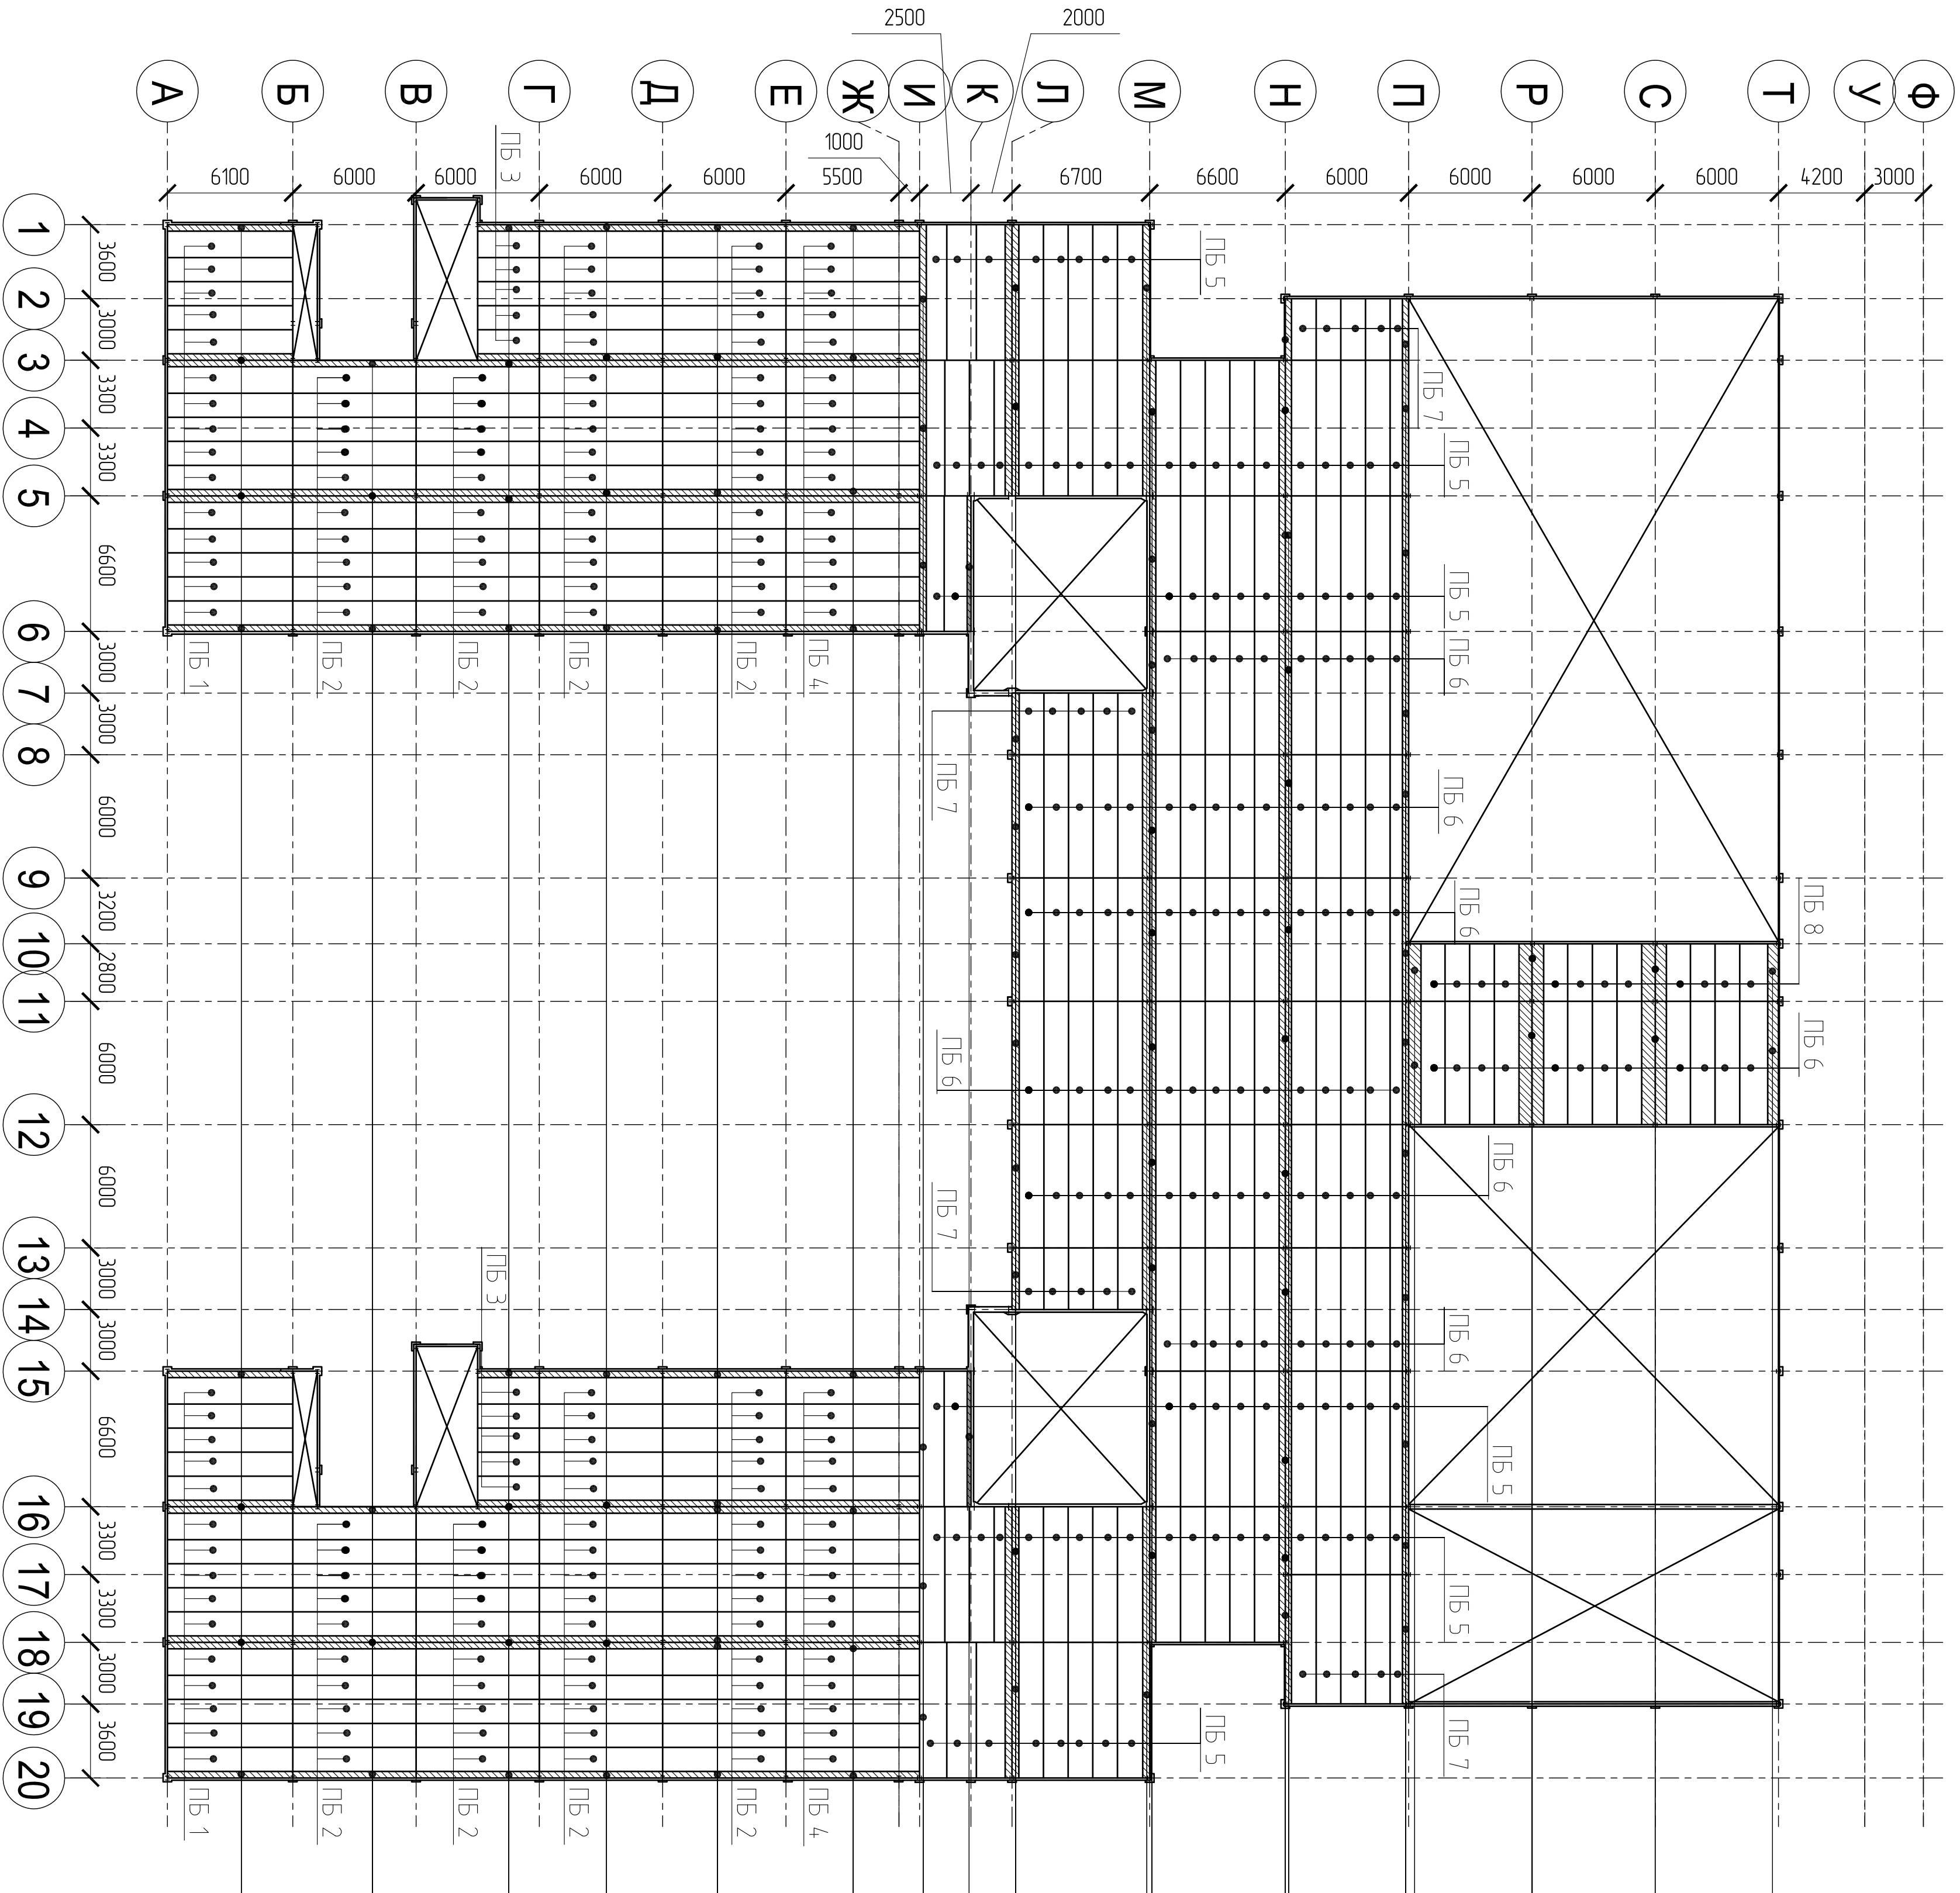 2500
2000
А
Б
В
Г
Д
Е
Ж
И
К
Л
М
Н
П
Р
С
Т
У
Ф
1000
6100
6000
6000
6000
6000
5500
6700
6600
6000
6000
6000
6000
4200
3000
ПБ 3
1
3600
2
3000
3
3300
4
3300
5
6600
6
3000
7
3000
8
6000
9
3200
10
2800
11
6000
12
6000
13
3000
14
3000
15
6600
16
3300
17
3300
18
3000
19
3600
20
ПБ 5
ПБ 7
ПБ 5
ПБ 5
ПБ 6
ПБ 1
ПБ 2
ПБ 2
ПБ 2
ПБ 2
ПБ 4
ПБ 7
ПБ 6
ПБ 6
ПБ 8
ПБ 6
ПБ 6
ПБ 6
ПБ 7
ПБ 3
ПБ 6
ПБ 5
ПБ 5
ПБ 5
ПБ 7
ПБ 1
ПБ 2
ПБ 2
ПБ 2
ПБ 2
ПБ 4